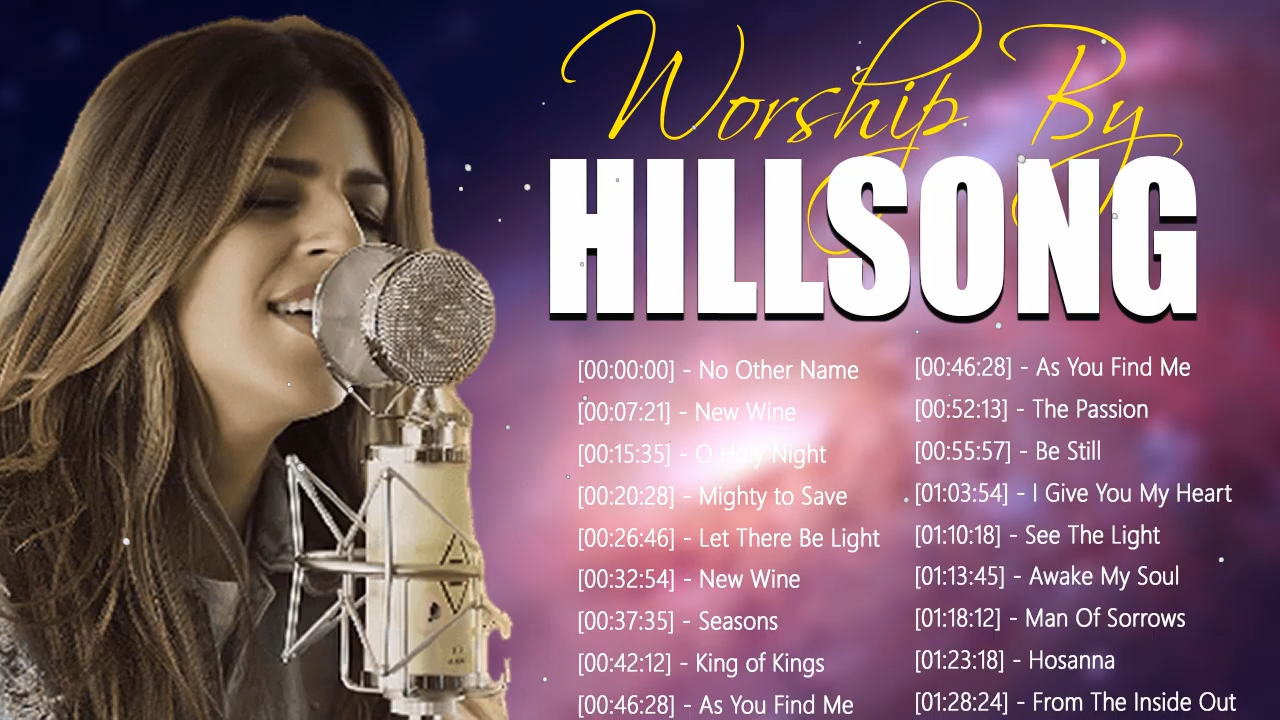 Worship By
HILLSONG
[00:00:00] - No Other Name
[00:07:21] - New Wine
[00:15:35] - O Holy Night
[00:20:28] - Mighty to Save
[00:26:46] - Let There Be Light
[00:32:54] - New Wine
[00:37:35] - Seasons
[00:42:12] - King of Kings
[00:46:28] - As You Find Me
[00:46:28] - As You Find Me
[00:52:13] - The Passion
[00:55:57] - Be Still
[01:03:54] - I Give You My Heart
[01:10:18] - See The Light
[01:13:45] - Awake My Soul
[01:18:12] - Man Of Sorrows
[01:23:18] - Hosanna
[01:28:24] - From The Inside Out